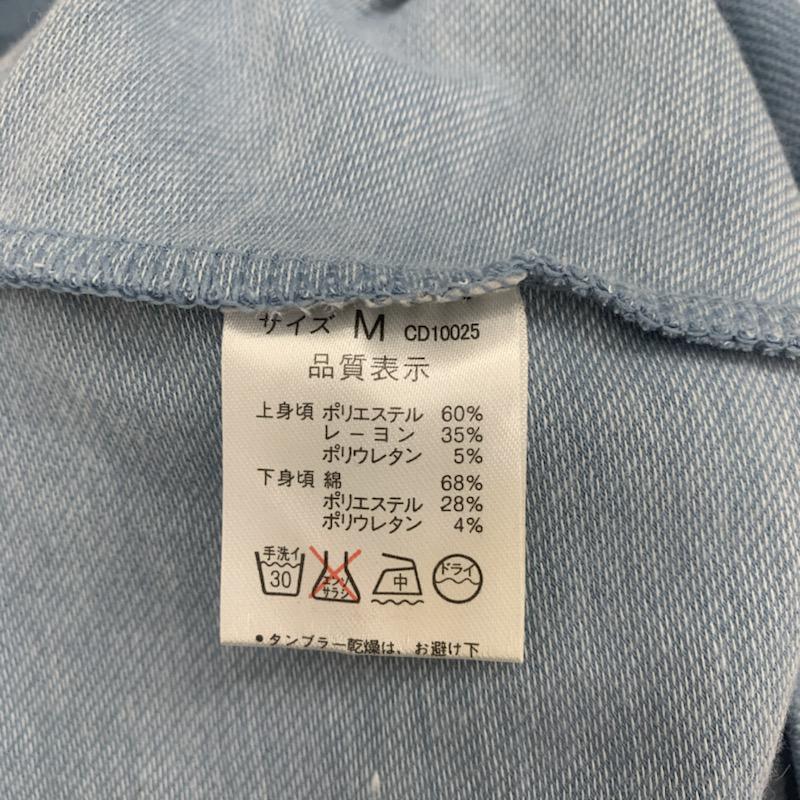 サイズ M CD10025
品質表示
上身頃 ポリエステル 60%
レーヨン 35%
ポリウレタン 5%
下身頃 綿 68%
ポリエステル 28%
ポリウレタン 4%
手洗イ 30 エンソサラシ 中 ドライ
•タンブラー乾燥は、お避け下